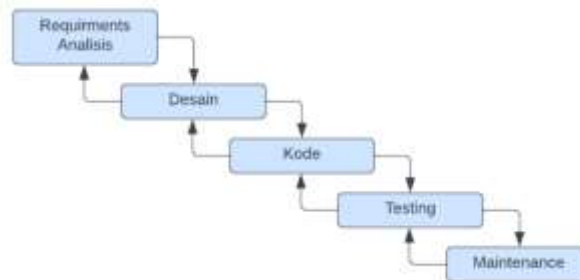 Requirments
Analisis
Desain
Kode
Testing
Maintenance